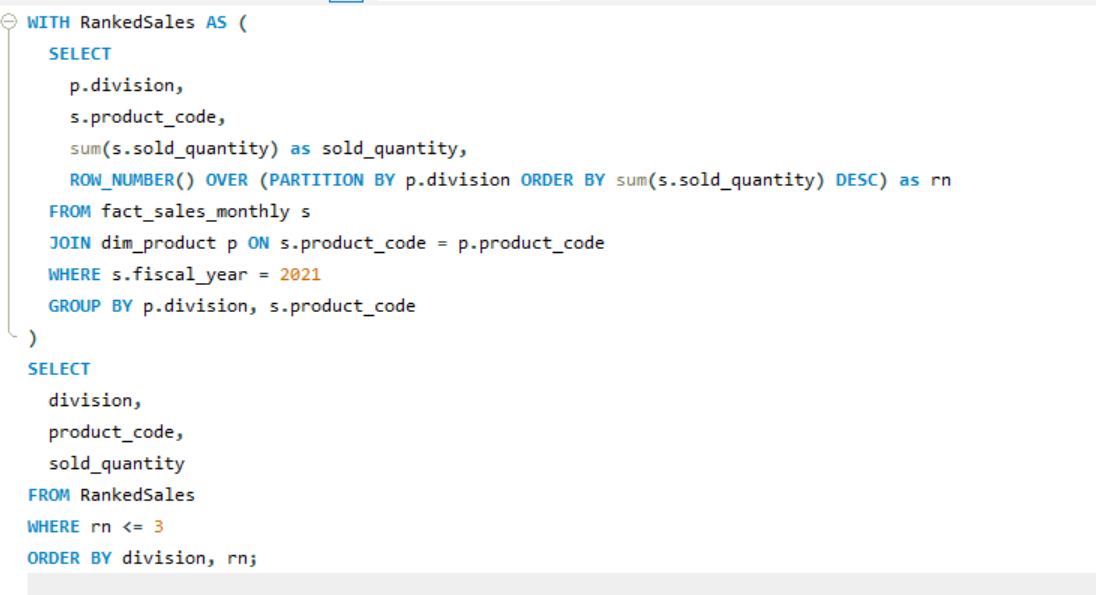 WITH RankedSales AS (
  SELECT
    p.division,
    s.product_code,
    sum(s.sold_quantity) as sold_quantity,
    ROW_NUMBER() OVER (PARTITION BY p.division ORDER BY sum(s.sold_quantity) DESC) as rn
  FROM fact_sales_monthly s
  JOIN dim_product p ON s.product_code = p.product_code
  WHERE s.fiscal_year = 2021
  GROUP BY p.division, s.product_code
)
SELECT
  division,
  product_code,
  sold_quantity
FROM RankedSales
WHERE rn <= 3
ORDER BY division, rn;